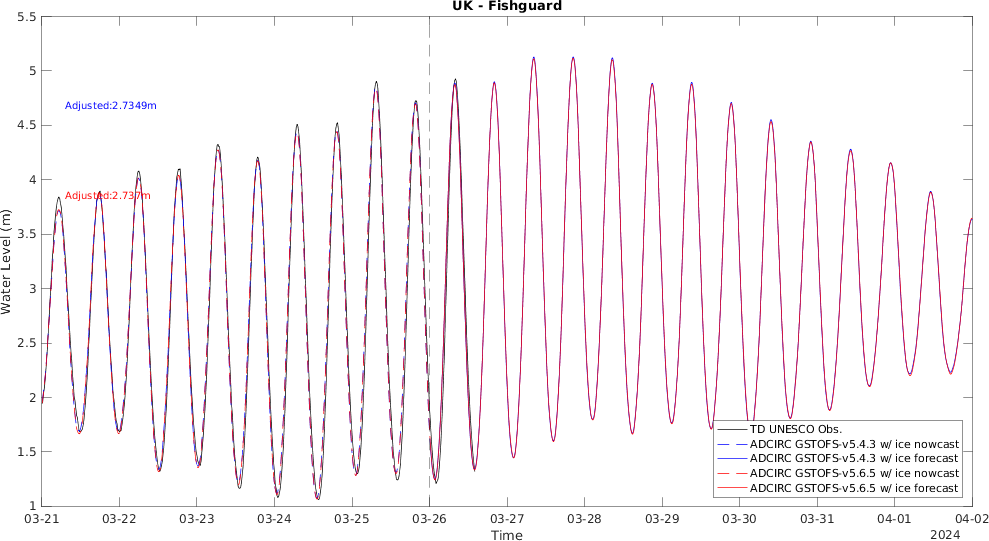 UK - Fishguard
5.5
5
4.5
4
3.5
3
2.5
2
1.5
1
Water Level (m)
Adjusted:2.7349m
Adjusted:2.737m
TD UNESCO Obs.
ADCIRC GSTOFS-v5.4.3 w/ ice nowcast
ADCIRC GSTOFS-v5.4.3 w/ ice forecast
ADCIRC GSTOFS-v5.6.5 w/ ice nowcast
ADCIRC GSTOFS-v5.6.5 w/ ice forecast
03-21 03-22 03-23 03-24 03-25 03-26 03-27 03-28 03-29 03-30 03-31 04-01 04-02
Time
2024